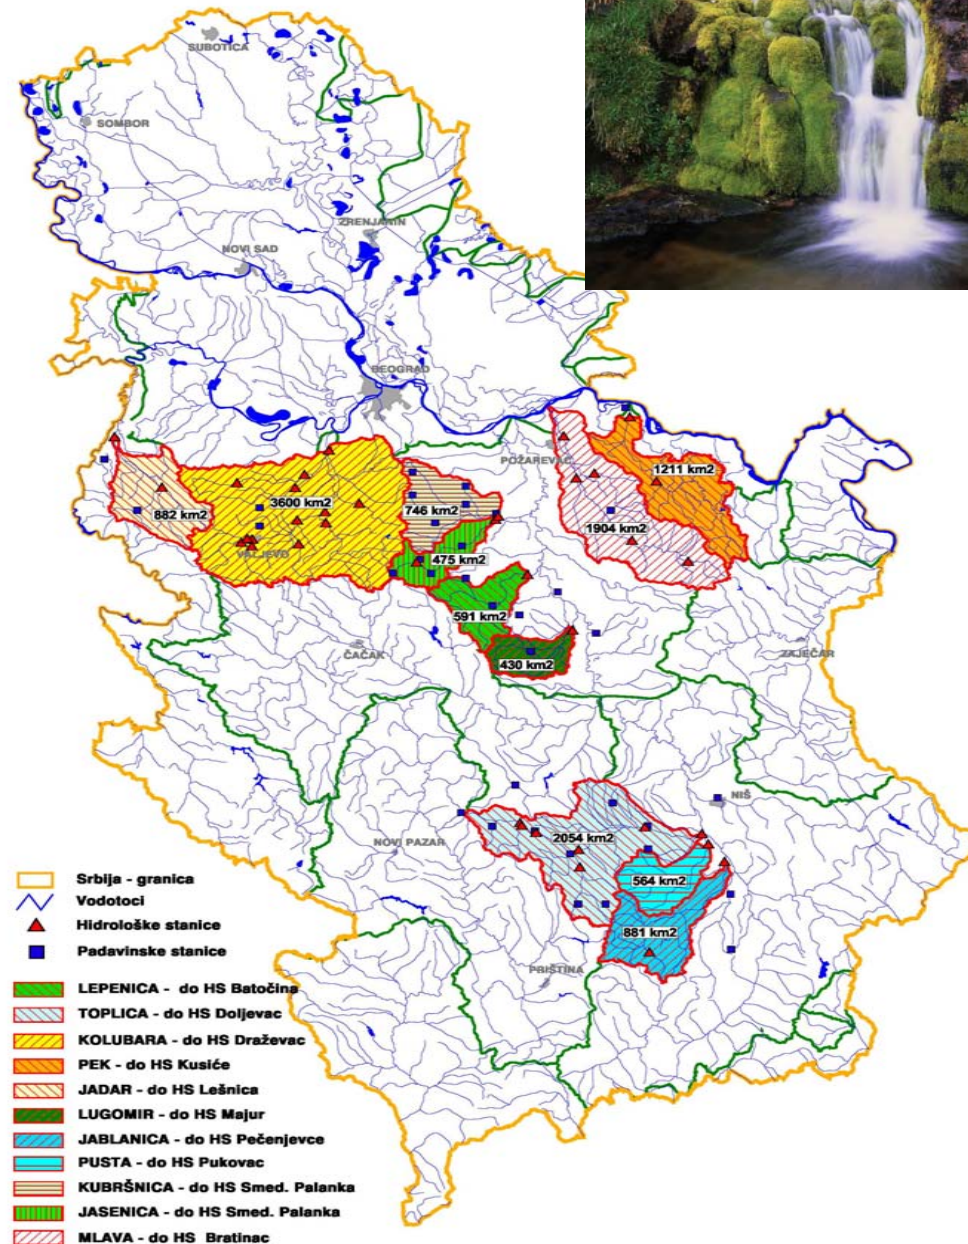 SUBOTICA
SOMBOR
ZRENJANIN
NOVI SAD
BEOGRAD
POŽAREVAC
1211 km2
3600 km2
746 km2
882 km2
1904 km2
VALJEVO
475 km2
591 km2
ČAČAK
430 km2
ZAJEČAR
NIŠ
2054 km2
NOVI PAZAR
564 km2
881 km2
PRIŠTINA
Srbija - granica
Vodotoci
Hidrološke stanice
Padavinske stanice
LEPENICA - do HS Batočina
TOPLICA - do HS Doljevac
KOLUBARA - do HS Draževac
PEK - do HS Kusiće
JADAR - do HS Lešnica
LUGOMIR - do HS Majur
JABLANICA - do HS Pečenjevce
PUSTA - do HS Pukovac
KUBRŠNICA - do HS Smed. Palanka
JASENICA - do HS Smed. Palanka
MLAVA - do HS Bratinac